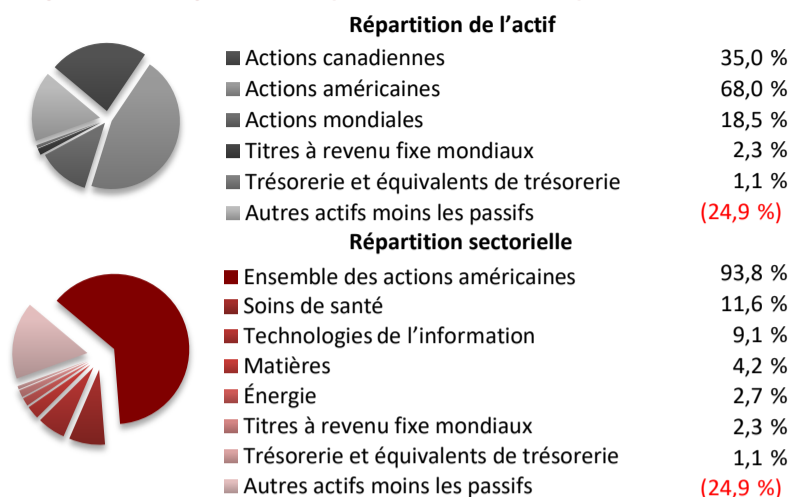 Répartition de l’actif
Actions canadiennes 35,0 %
Actions américaines 68,0 %
Actions mondiales 18,5 %
Titres à revenu fixe mondiaux 2,3 %
Trésorerie et équivalents de trésorerie 1,1 %
Autres actifs moins les passifs (24,9 %)
Répartition sectorielle
Ensemble des actions américaines 93,8 %
Soins de santé 11,6 %
Technologies de l’information 9,1 %
Matières 4,2 %
Énergie 2,7 %
Titres à revenu fixe mondiaux 2,3 %
Trésorerie et équivalents de trésorerie 1,1 %
Autres actifs moins les passifs (24,9 %)